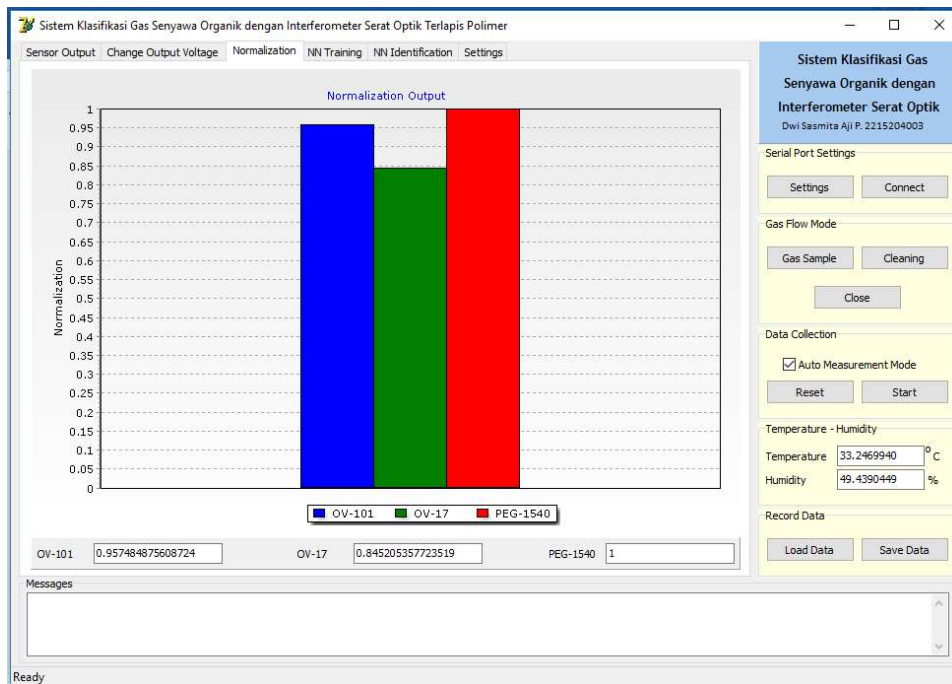 Sistem Klasifikasi Gas Senyawa Organik dengan Interferometer Serat Optik Terlapis Polimer
Sensor Output Change Output Voltage Normalization NN Training NN Identification Settings
Normalization Output
Normalization
1
0.95
0.9
0.85
0.8
0.75
0.7
0.65
0.6
0.55
0.5
0.45
0.4
0.35
0.3
0.25
0.2
0.15
0.1
0.05
0
OV-101 OV-17 PEG-1540
OV-101 0.957484875608724 OV-17 0.845205357723519 PEG-1540 1
Sistem Klasifikasi Gas
Senyawa Organik dengan
Interferometer Serat Optik
Dwi Sasmita Aji P. 2215204003
Serial Port Settings
Settings Connect
Gas Flow Mode
Gas Sample Cleaning
Close
Data Collection
Auto Measurement Mode
Reset Start
Temperature - Humidity
Temperature 33.2469940 °C
Humidity 49.4390449 %
Record Data
Load Data Save Data
Messages
Ready